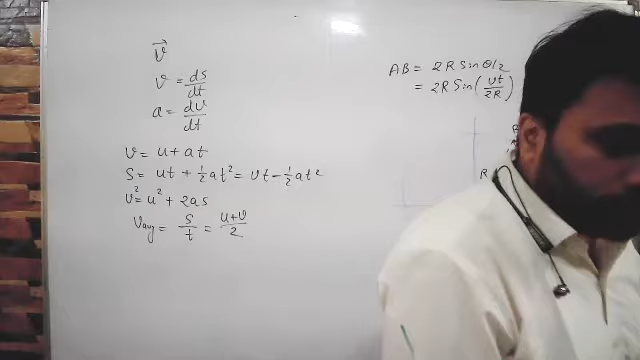 v⃗
v = ds/dt
a = dv/dt
v = u + at
S = ut + ½at² = vt - ½at²
v² = u² + 2as
Vavg = S/t = (u+v)/2
AB = 2R Sin θ/2
= 2R Sin(vt/2R)
R